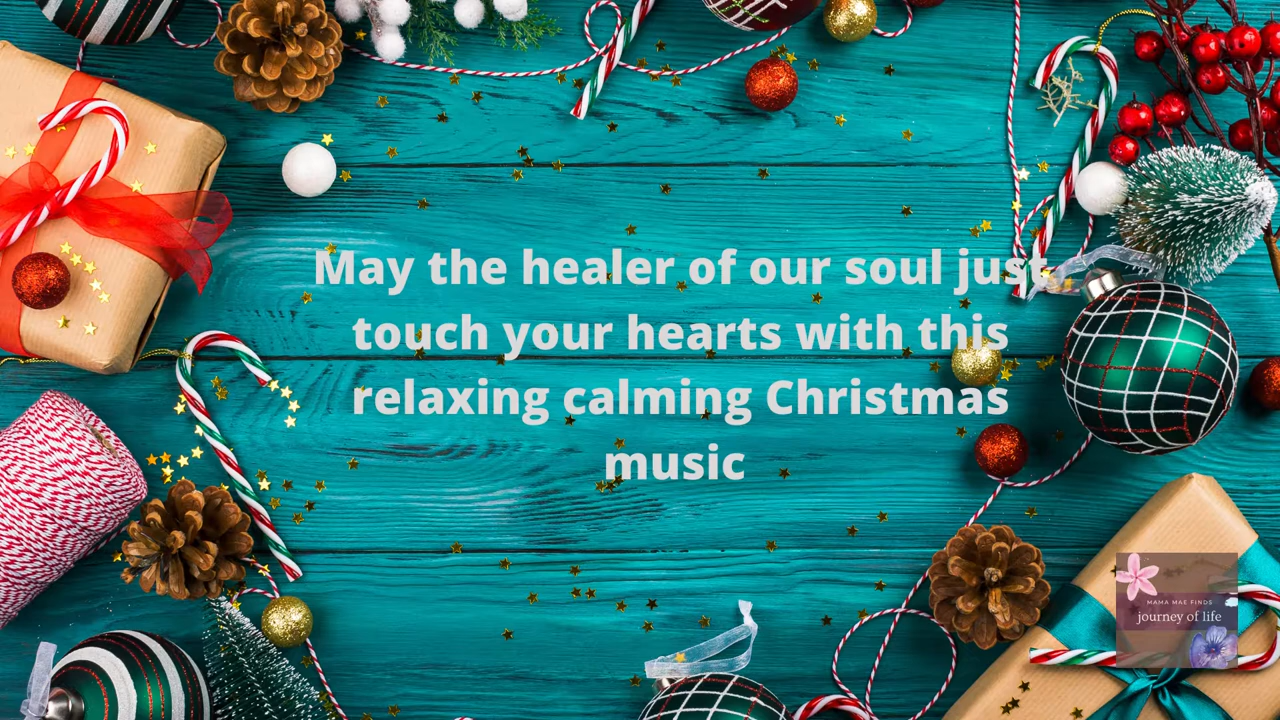 May the healer of our soul just
touch your hearts with this
relaxing calming Christmas
music
MAMA MAE FINDS
journey of life